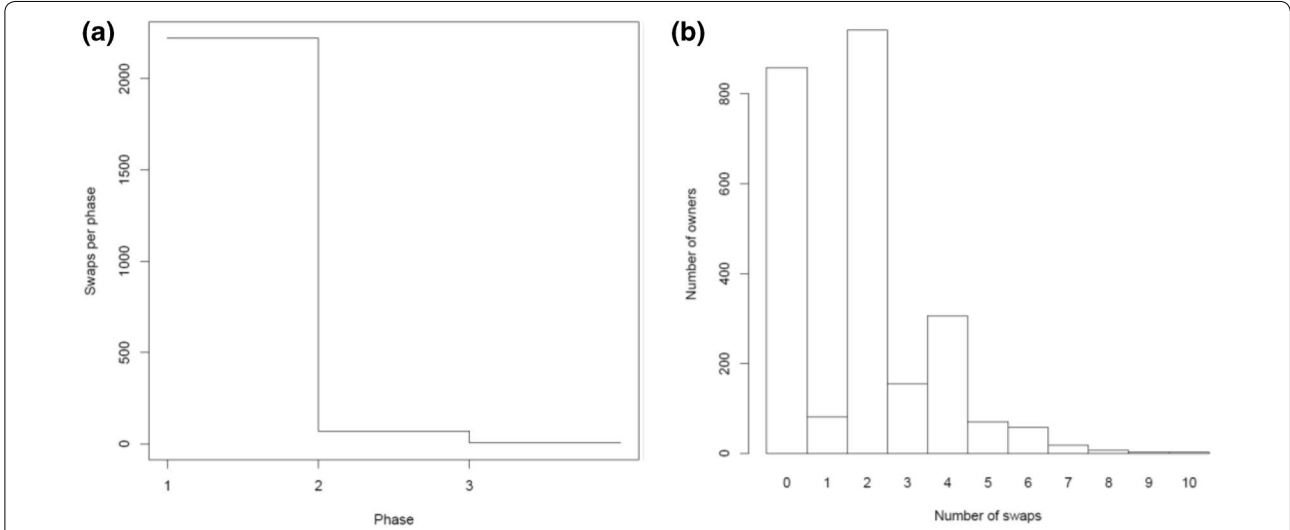 (a)
Swaps per phase
2000
1500
1000
500
0
1 2 3
Phase
(b)
Number of owners
800
600
400
200
0
0 1 2 3 4 5 6 7 8 9 10
Number of swaps